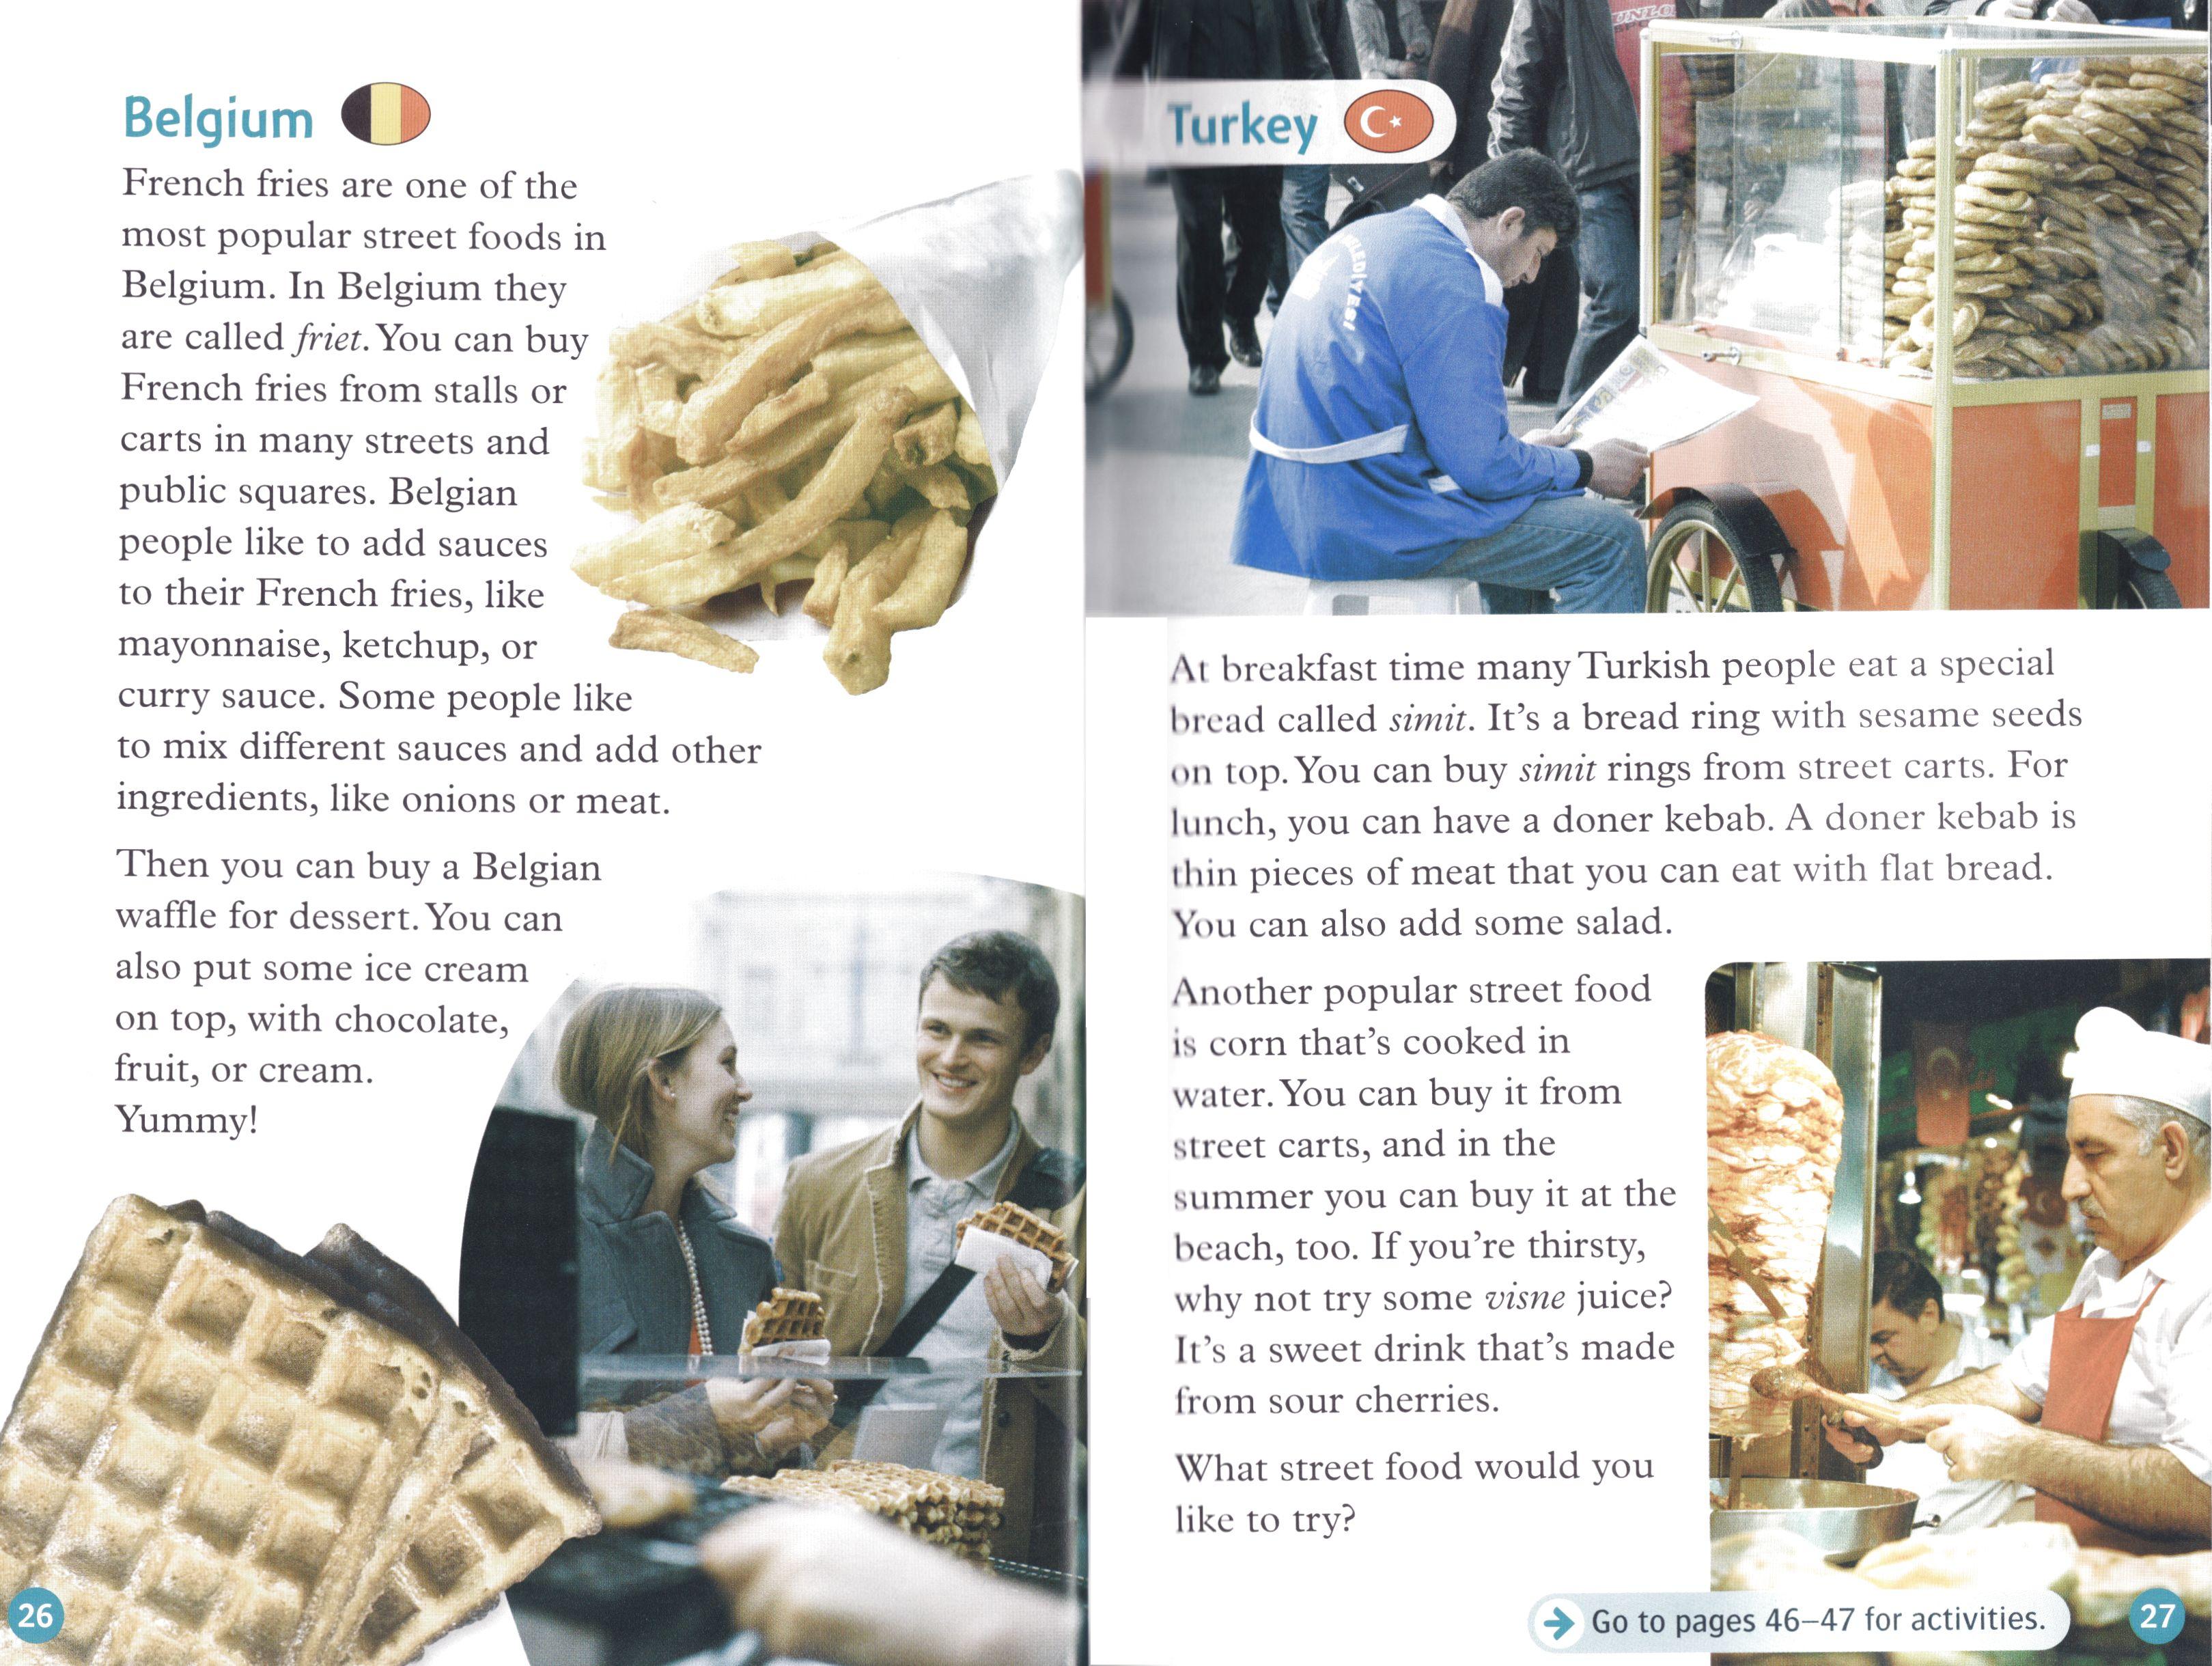 Belgium
French fries are one of the
most popular street foods in
Belgium. In Belgium they
are called friet. You can buy
French fries from stalls or
carts in many streets and
public squares. Belgian
people like to add sauces
to their French fries, like
mayonnaise, ketchup, or
curry sauce. Some people like
to mix different sauces and add other
ingredients, like onions or meat.
Then you can buy a Belgian
waffle for dessert. You can
also put some ice cream
on top, with chocolate,
fruit, or cream.
Yummy!
26
Turkey
At breakfast time many Turkish people eat a special
bread called simit. It's a bread ring with sesame seeds
on top. You can buy simit rings from street carts. For
lunch, you can have a doner kebab. A doner kebab is
thin pieces of meat that you can eat with flat bread.
You can also add some salad.
Another popular street food
is corn that's cooked in
water. You can buy it from
street carts, and in the
summer you can buy it at the
beach, too. If you're thirsty,
why not try some visne juice?
It's a sweet drink that's made
from sour cherries.
What street food would you
like to try?
Go to pages 46–47 for activities.
27